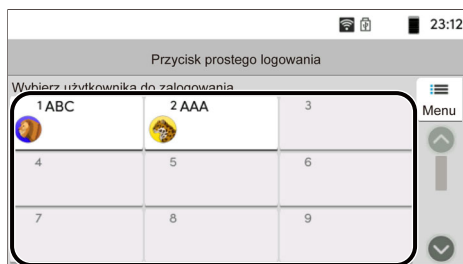 23:12
Przycisk prostego logowania
Wybierz użytkownika do zalogowania
Menu
1 ABC
2 AAA
3
4
5
6
7
8
9